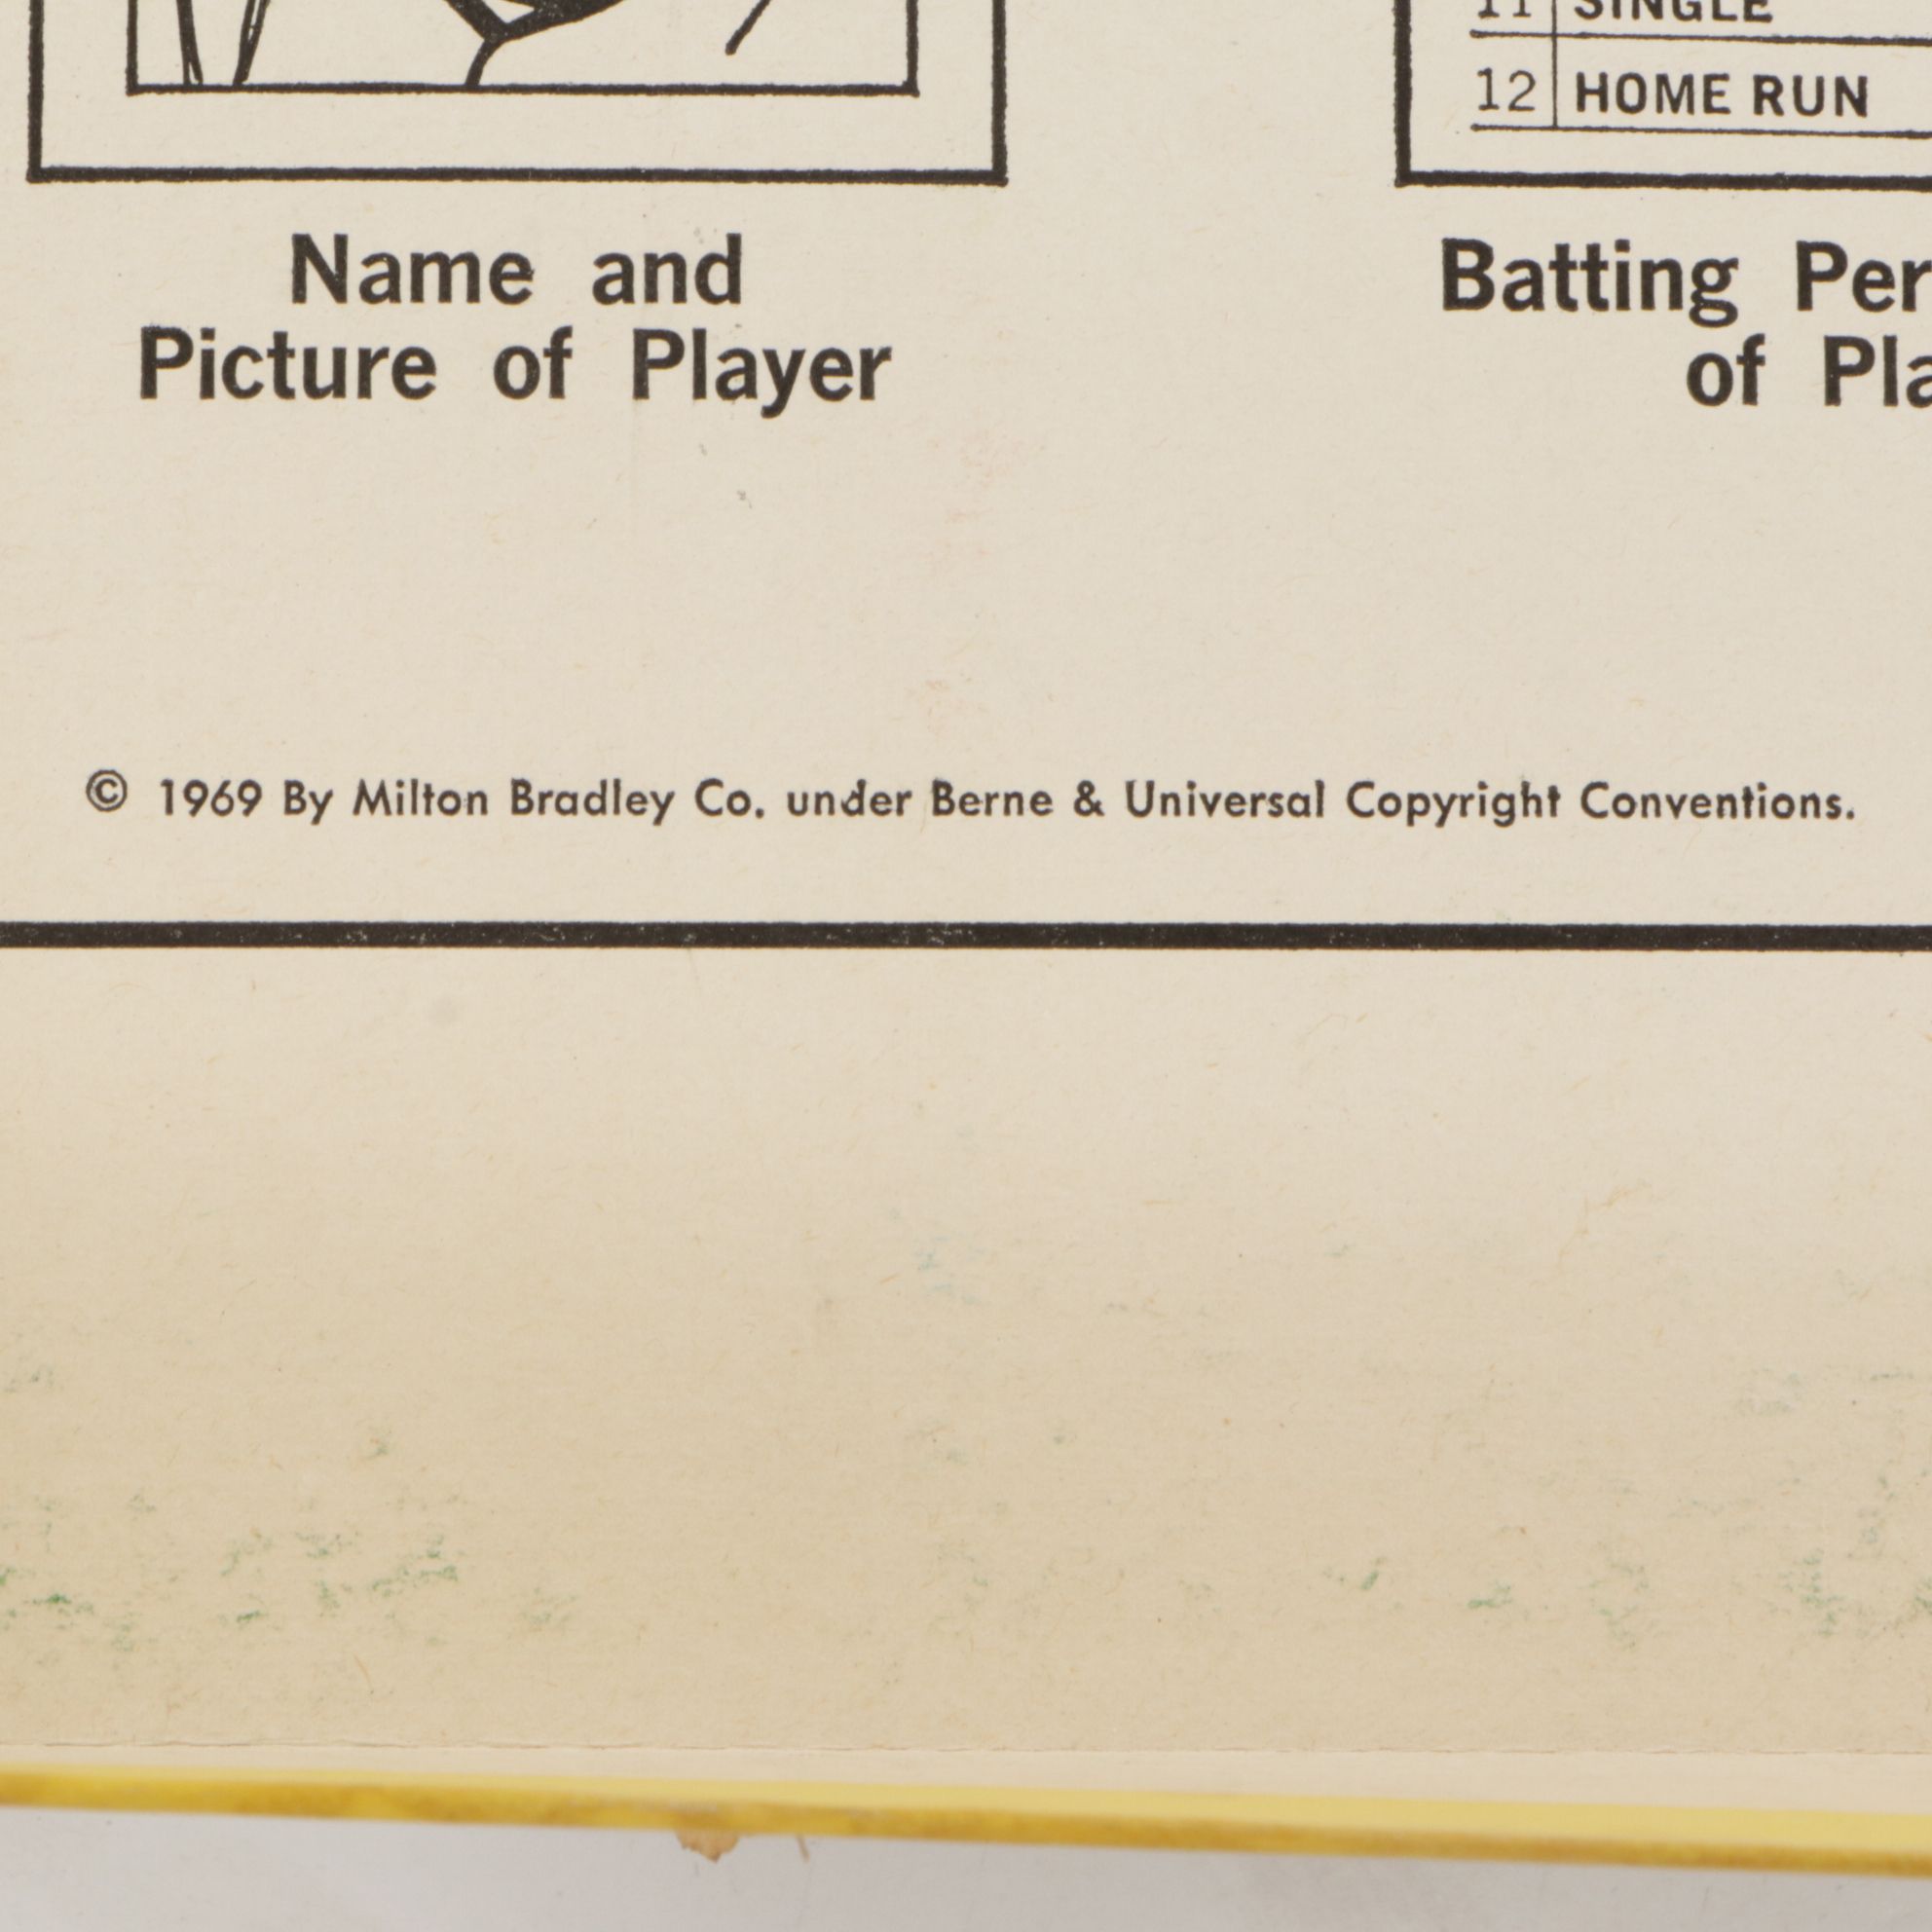 11 SINGLE
12 HOME RUN
Name and
Picture of Player
Batting Per
of Pla
© 1969 By Milton Bradley Co. under Berne & Universal Copyright Conventions.